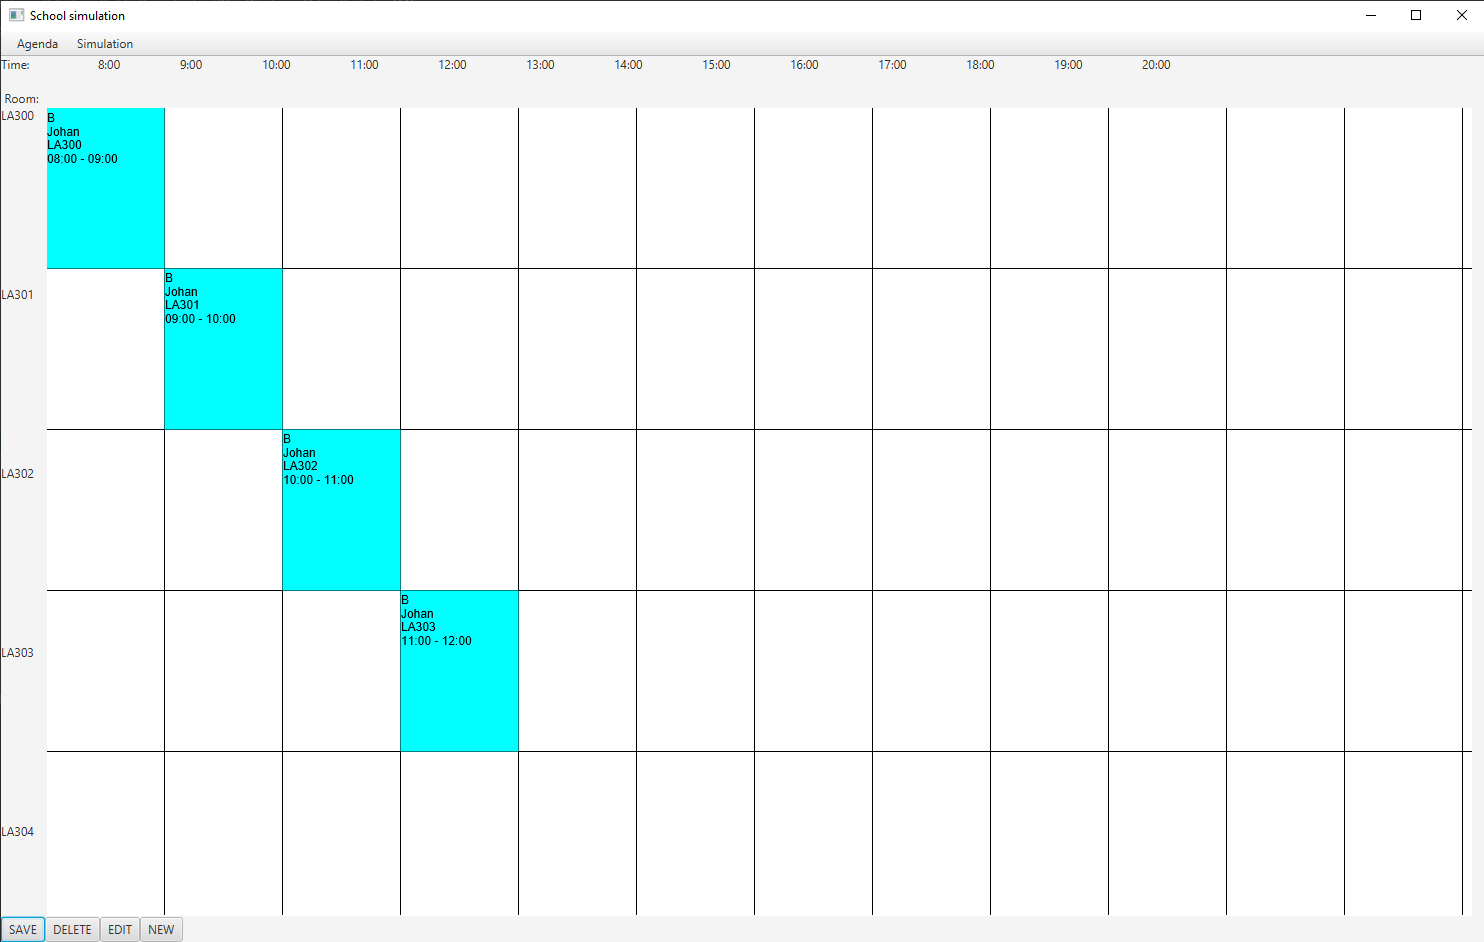 School simulation
Agenda Simulation
Time: 8:00 9:00 10:00 11:00 12:00 13:00 14:00 15:00 16:00 17:00 18:00 19:00 20:00
Room:
LA300
B
Johan
LA300
08:00 - 09:00
LA301
B
Johan
LA301
09:00 - 10:00
LA302
B
Johan
LA302
10:00 - 11:00
LA303
B
Johan
LA303
11:00 - 12:00
LA304
SAVE DELETE EDIT NEW